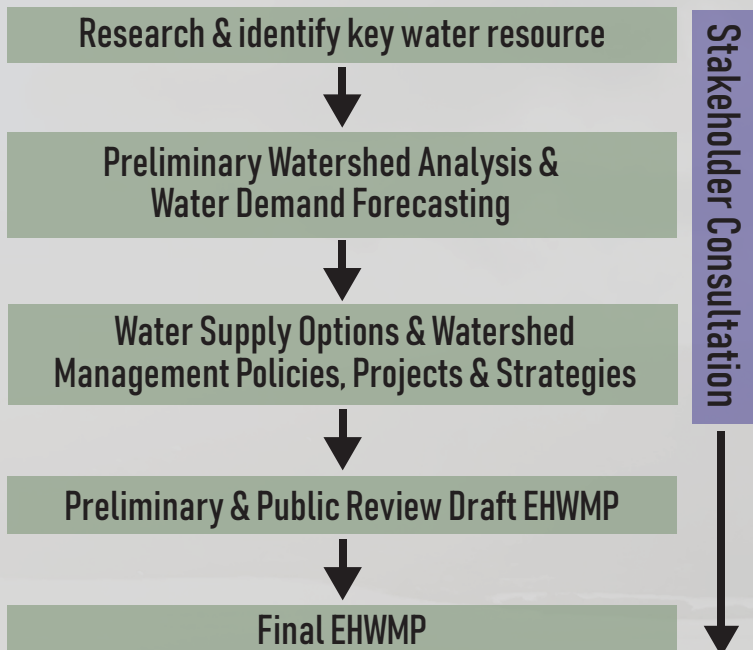 Research & identify key water resource
Preliminary Watershed Analysis &
Water Demand Forecasting
Water Supply Options & Watershed
Management Policies, Projects & Strategies
Preliminary & Public Review Draft EHWMP
Final EHWMP
Stakeholder Consultation